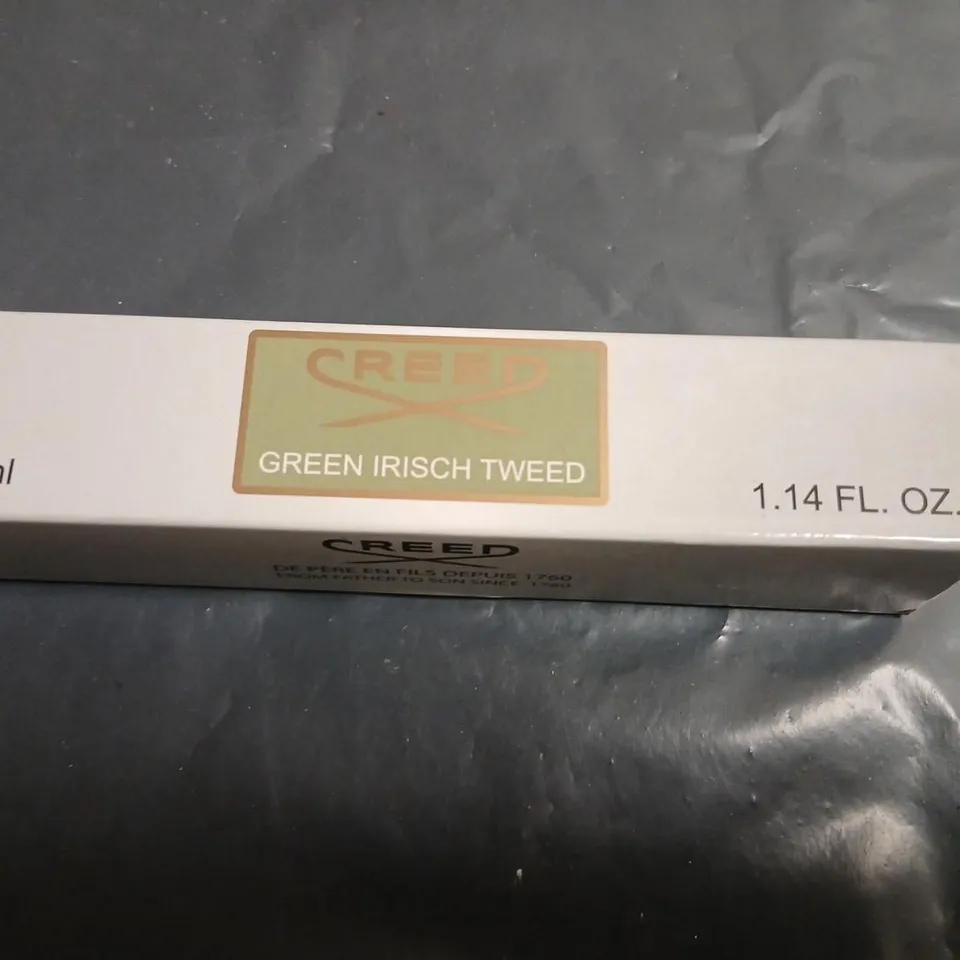 CREED
GREEN IRISCH TWEED
ml
1.14 FL. OZ.
CREED
DE PÈRE EN FILS DEPUIS 1760
FROM FATHER TO SON SINCE 1760